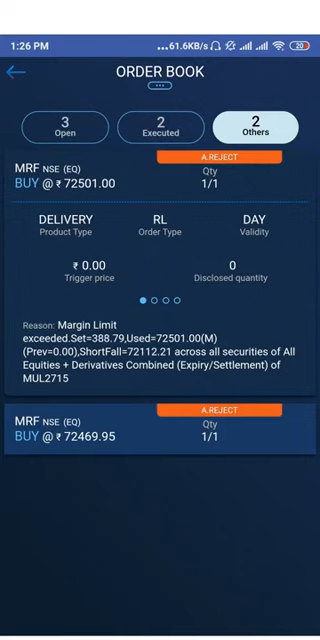 1:26 PM
...61.6KB/s
20
ORDER BOOK
3
Open
2
Executed
2
Others
A.REJECT
MRF NSE (EQ)
Qty
BUY @ ₹ 72501.00
1/1
DELIVERY
RL
DAY
Product Type
Order Type
Validity
₹ 0.00
0
Trigger price
Disclosed quantity
Reason: Margin Limit
exceeded.Set=388.79,Used=72501.00(M)
(Prev=0.00),ShortFall=72112.21 across all securities of All
Equities + Derivatives Combined (Expiry/Settlement) of
MUL2715
A.REJECT
MRF NSE (EQ)
Qty
BUY @ ₹ 72469.95
1/1